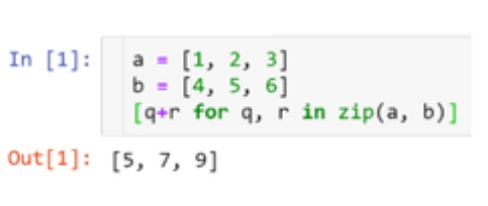 In [1]: a = [1, 2, 3]
b = [4, 5, 6]
[q+r for q, r in zip(a, b)]
Out[1]: [5, 7, 9]